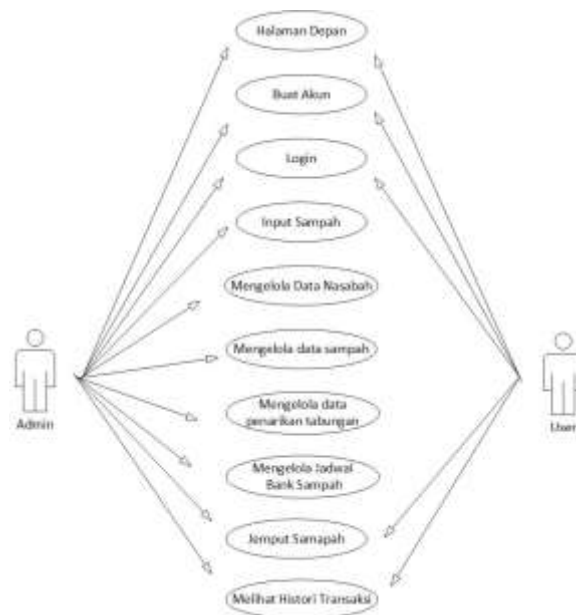 Halaman Depan
Buat Akun
Login
Input Sampah
Mengelola Data Nasabah
Mengelola data sampah
Admin
User
Mengelola data
penarikan tabungan
Mengelola Jadwal
Bank Sampah
Jemput Samapah
Melihat Histori Transaksi